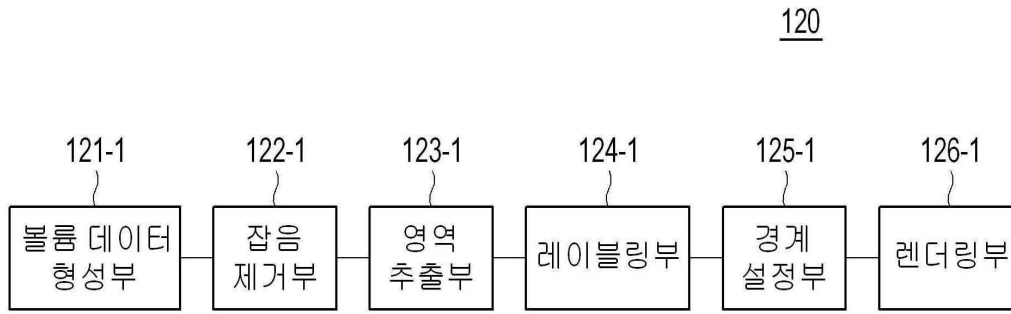 120
121-1
122-1
123-1
124-1
125-1
126-1
볼륨 데이터
형성부
잡음
제거부
영역
추출부
레이블링부
경계
설정부
렌더링부